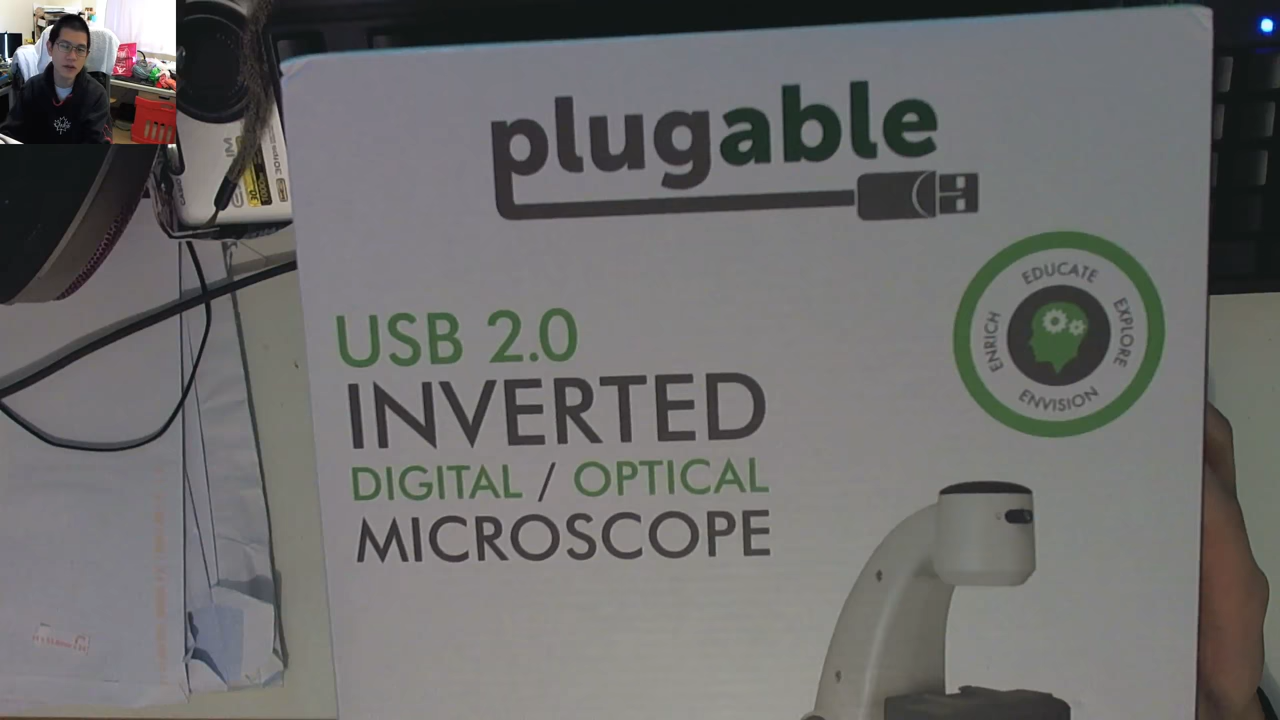 plugable
EDUCATE
EXPLORE
ENVISION
ENRICH
USB 2.0
INVERTED
DIGITAL / OPTICAL
MICROSCOPE